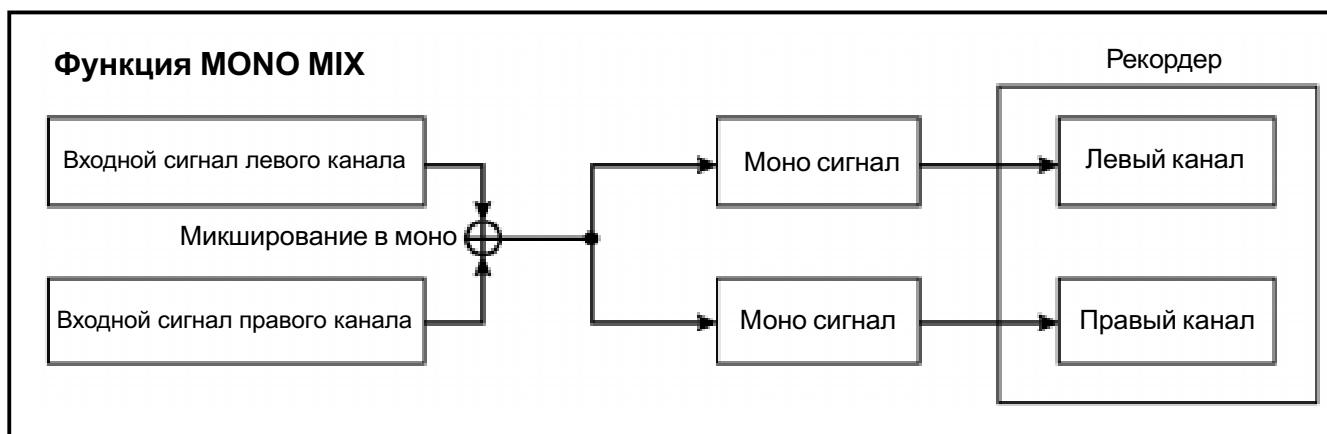 Функция MONO MIX
Рекордер
Входной сигнал левого канала
Моно сигнал
Левый канал
Микширование в моно
Входной сигнал правого канала
Моно сигнал
Правый канал